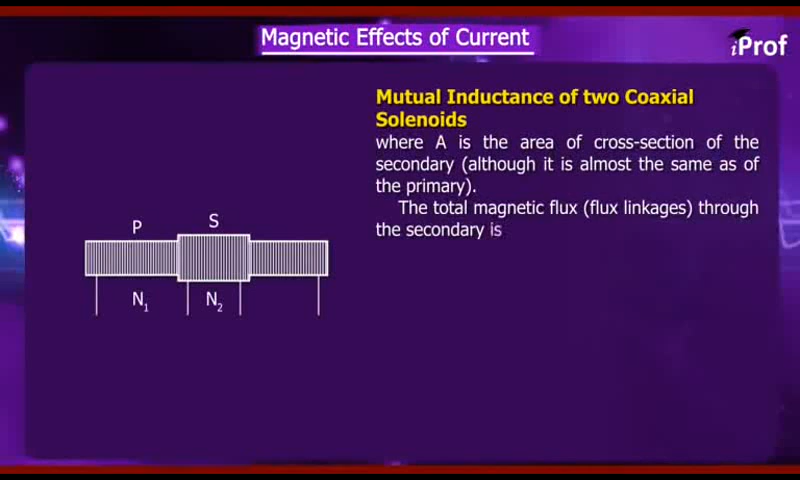 Magnetic Effects of Current
iProf
Mutual Inductance of two Coaxial
Solenoids
where A is the area of cross-section of the
secondary (although it is almost the same as of
the primary).
The total magnetic flux (flux linkages) through
the secondary is
P
S
N₁
N₂